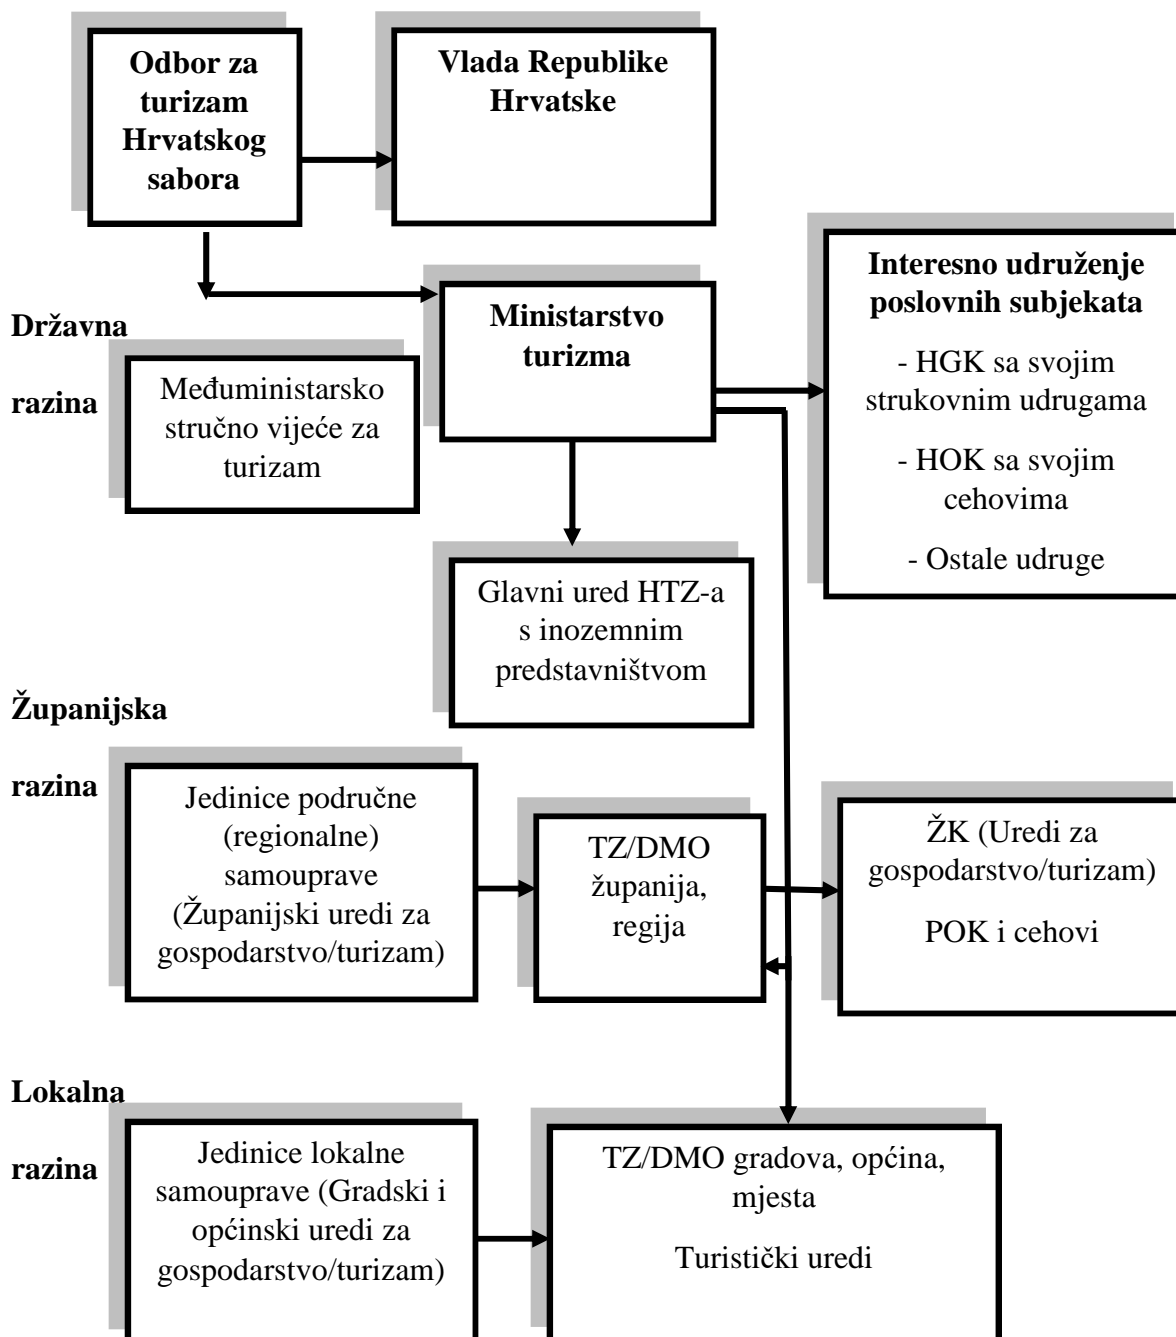 Odbor za
turizam
Hrvatskog
sabora
Vlada Republike
Hrvatske
Interesno udruženje
poslovnih subjekata
- HGK sa svojim
strukovnim udrugama
- HOK sa svojim
cehovima
- Ostale udruge
Ministarstvo
turizma
Državna
razina
Međuministarsko
stručno vijeće za
turizam
Glavni ured HTZ-a
s inozemnim
predstavništvom
Županijska
razina
Jedinice područne
(regionalne)
samouprave
(Županijski uredi za
gospodarstvo/turizam)
TZ/DMO
županija,
regija
ŽK (Uredi za
gospodarstvo/turizam)
POK i cehovi
Lokalna
razina
Jedinice lokalne
samouprave (Gradski i
općinski uredi za
gospodarstvo/turizam)
TZ/DMO gradova, općina,
mjesta
Turistički uredi